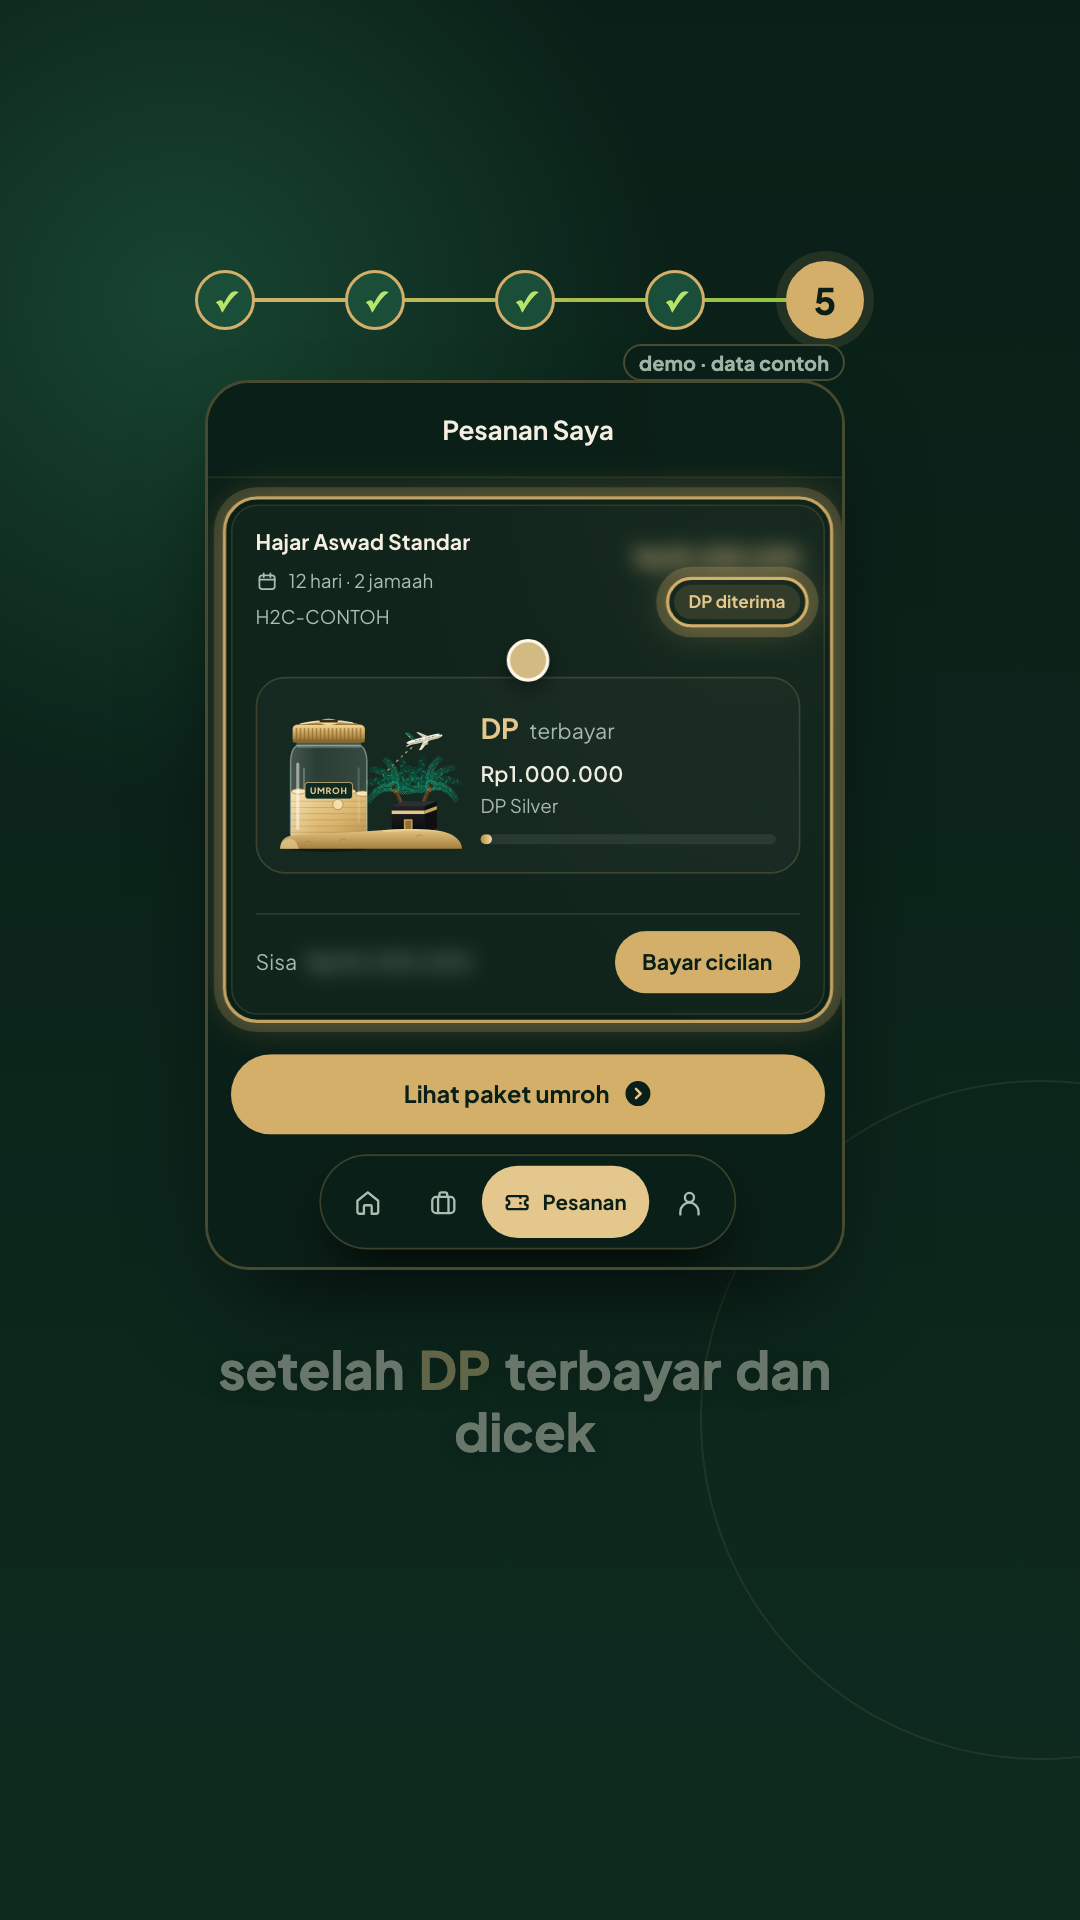 5
demo · data contoh
Pesanan Saya
Hajar Aswad Standar
12 hari · 2 jamaah
H2C-CONTOH
DP diterima
UMROH
DP terbayar
Rp1.000.000
DP Silver
Sisa
Bayar cicilan
Lihat paket umroh
Pesanan
setelah DP terbayar dan
dicek